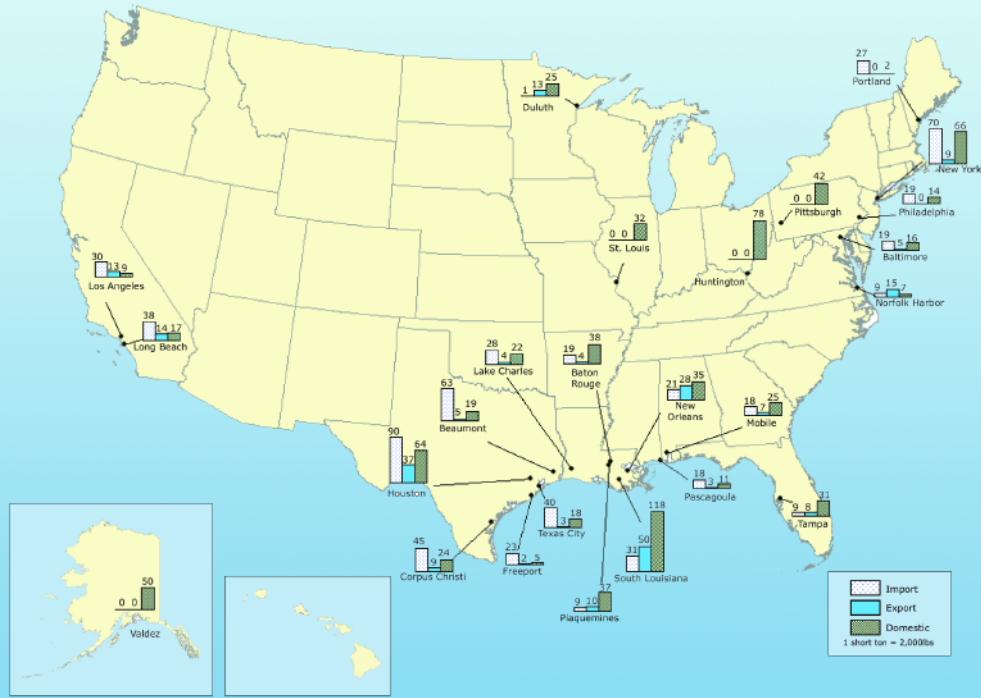 27
0 2
Portland
25
13
1
Duluth
70
66
9
New York
42
0 0
Pittsburgh
19
0
14
Philadelphia
32
0 0
St. Louis
78
0 0
Huntington
19
5
16
Baltimore
30
13
9
Los Angeles
9
15
7
Norfolk Harbor
38
14 17
Long Beach
28
4
22
Lake Charles
38
19
4
Baton
Rouge
35
28
21
New
Orleans
63
5
19
Beaumont
25
18
7
Mobile
90
64
37
Houston
18
3
11
Pascagoula
31
9 8
Tampa
40
3
18
Texas City
118
50
31
South Louisiana
45
9
24
Corpus Christi
23
2 5
Freeport
37
9 10
Plaquemines
50
0 0
Valdez
Import
Export
Domestic
1 short ton = 2,000lbs